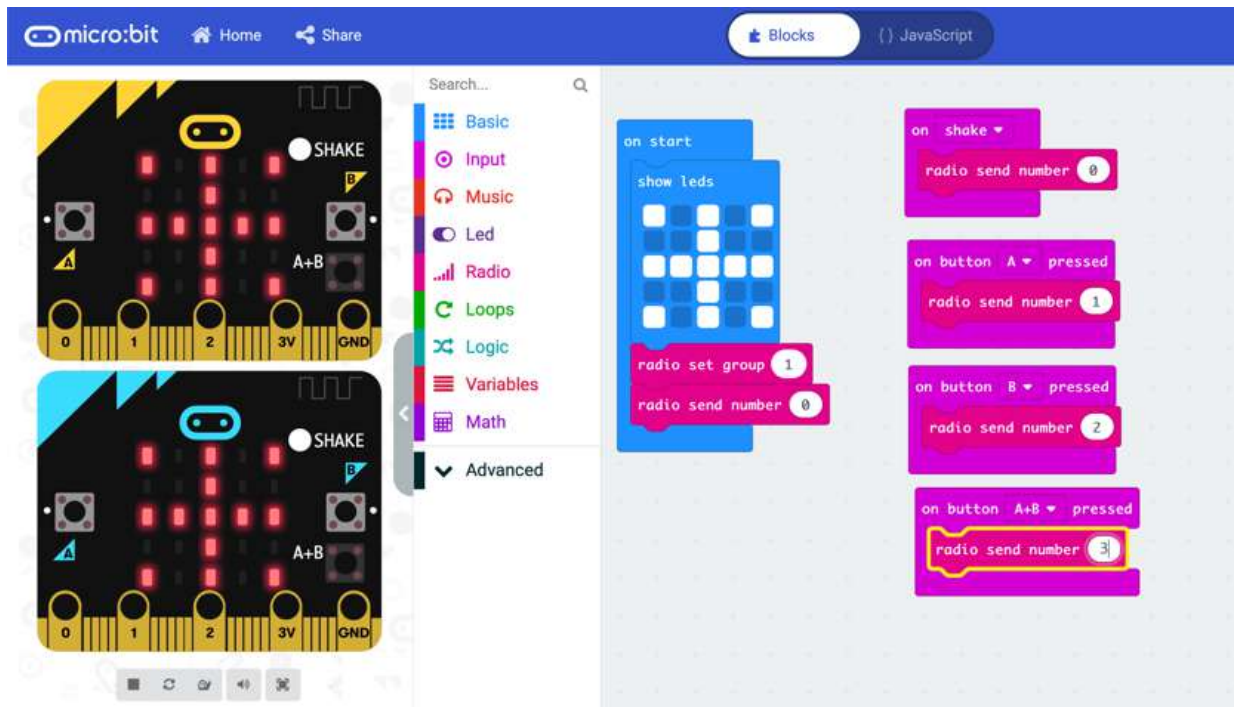 micro:bit Home Share Blocks {} JavaScript
SHAKE
B
A
A+B
0 1 2 3V GND
SHAKE
B
A
A+B
0 1 2 3V GND
Search...
Basic
Input
Music
Led
Radio
Loops
Logic
Variables
Math
Advanced
on start
show leds
radio set group 1
radio send number 0
on shake
radio send number 0
on button A pressed
radio send number 1
on button B pressed
radio send number 2
on button A+B pressed
radio send number 3